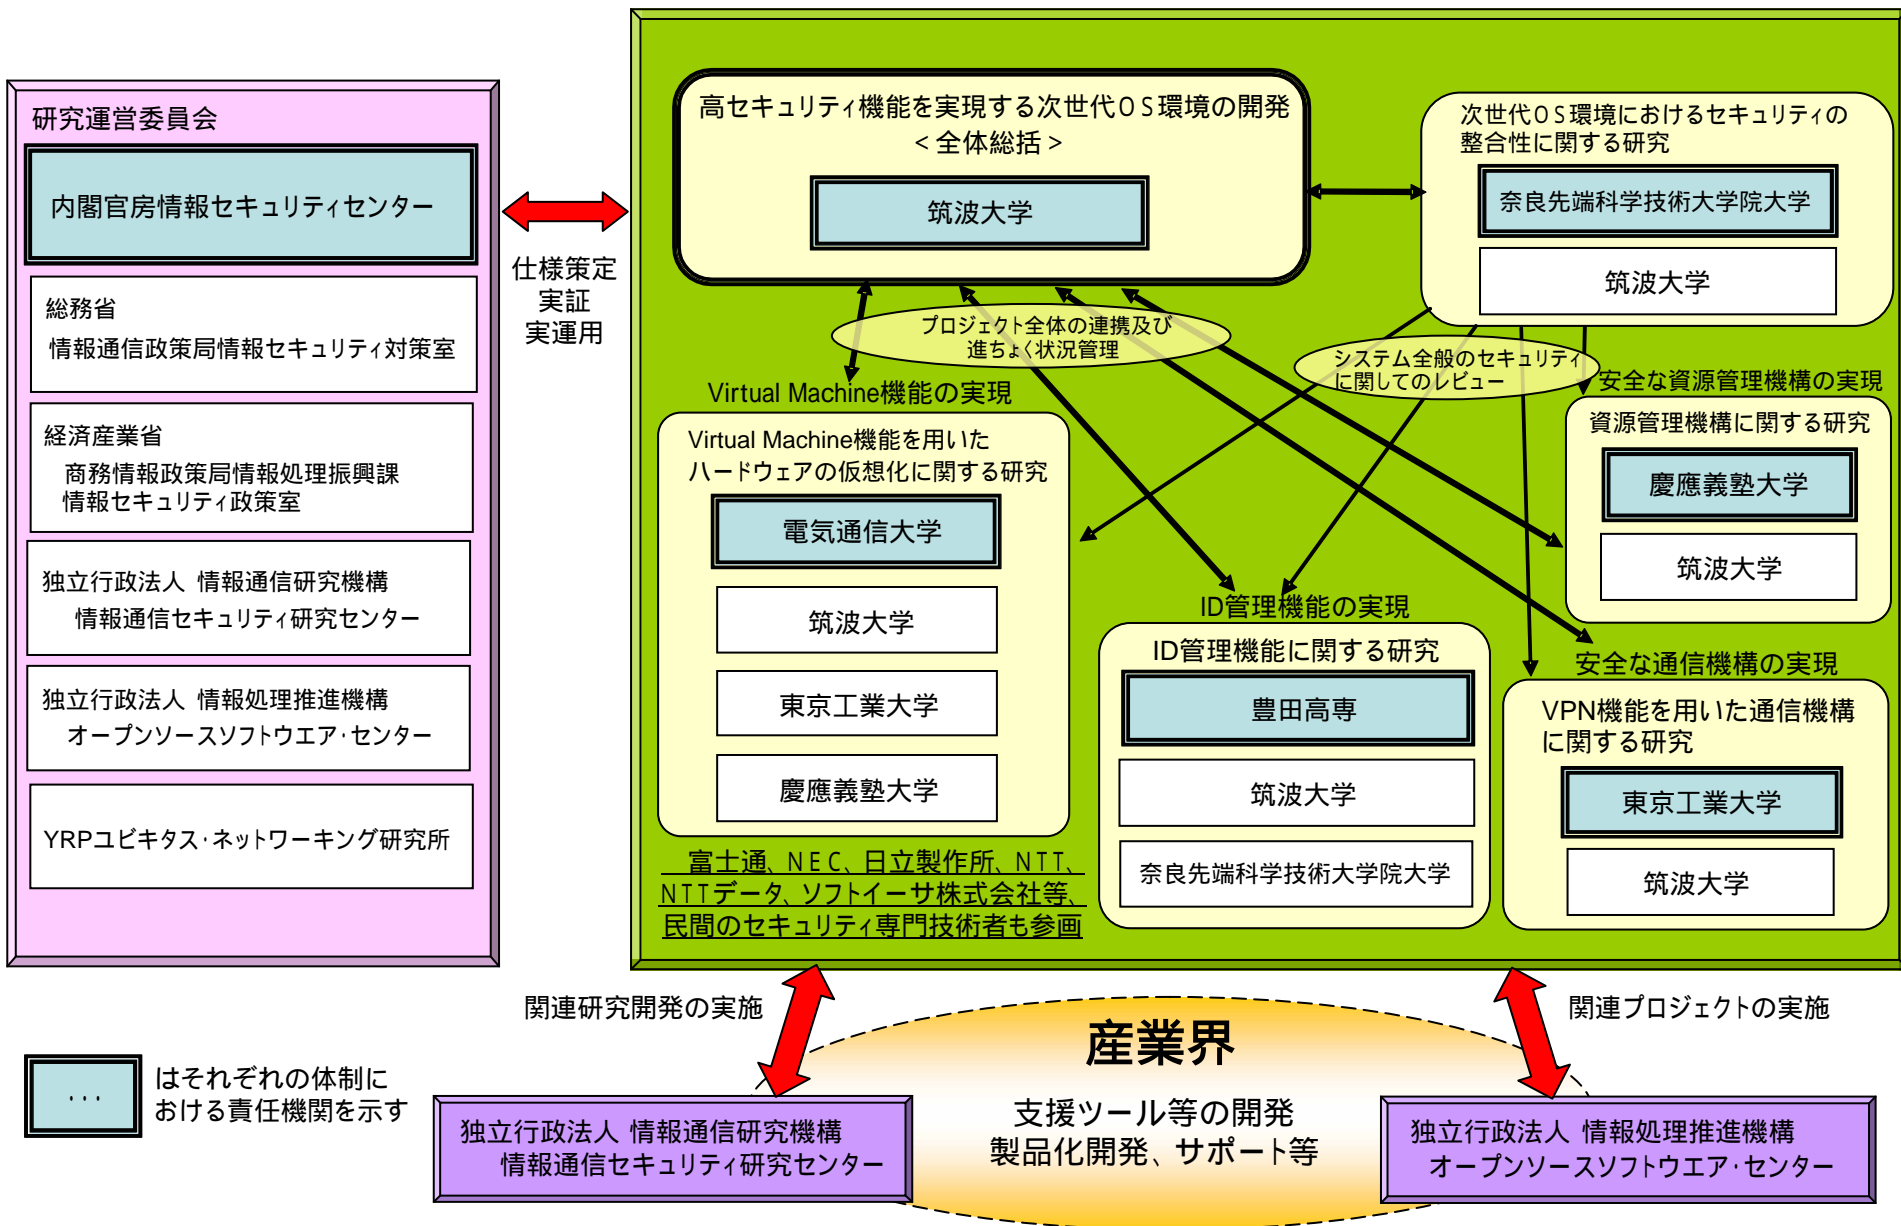 研究運営委員会
内閣官房情報セキュリティセンター
総務省
情報通信政策局情報セキュリティ対策室
経済産業省
商務情報政策局情報処理振興課
情報セキュリティ政策室
独立行政法人 情報通信研究機構
情報通信セキュリティ研究センター
独立行政法人 情報処理推進機構
オープンソースソフトウエア・センター
YRPユビキタス・ネットワーキング研究所
仕様策定
実証
実運用
高セキュリティ機能を実現する次世代OS環境の開発
<全体総括>
筑波大学
次世代OS環境におけるセキュリティの
整合性に関する研究
奈良先端科学技術大学院大学
筑波大学
プロジェクト全体の連携及び
進ちょく状況管理
システム全般のセキュリティ
に関してのレビュー
Virtual Machine機能の実現
Virtual Machine機能を用いた
ハードウェアの仮想化に関する研究
電気通信大学
筑波大学
東京工業大学
慶應義塾大学
ID管理機能の実現
ID管理機能に関する研究
豊田高専
筑波大学
奈良先端科学技術大学院大学
安全な資源管理機構の実現
資源管理機構に関する研究
慶應義塾大学
筑波大学
安全な通信機構の実現
VPN機能を用いた通信機構
に関する研究
東京工業大学
筑波大学
富士通、NEC、日立製作所、NTT、
NTTデータ、ソフトイーサ株式会社等、
民間のセキュリティ専門技術者も参画
関連研究開発の実施
関連プロジェクトの実施
産業界
支援ツール等の開発
製品化開発、サポート等
...
はそれぞれの体制に
おける責任機関を示す
独立行政法人 情報通信研究機構
情報通信セキュリティ研究センター
独立行政法人 情報処理推進機構
オープンソースソフトウエア・センター